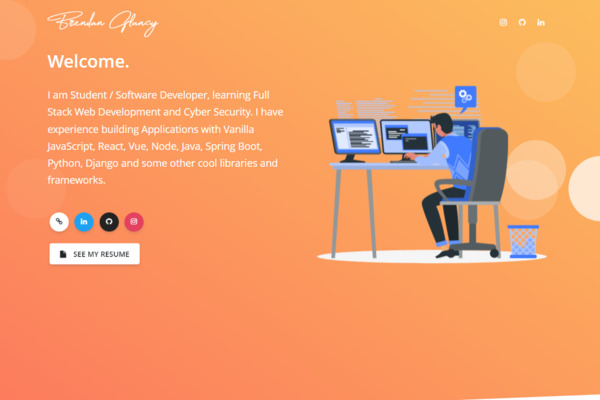 Brendan Glancy
Welcome.
I am Student / Software Developer, learning Full
Stack Web Development and Cyber Security. I have
experience building Applications with Vanilla
JavaScript, React, Vue, Node, Java, Spring Boot,
Python, Django and some other cool libraries and
frameworks.
SEE MY RESUME